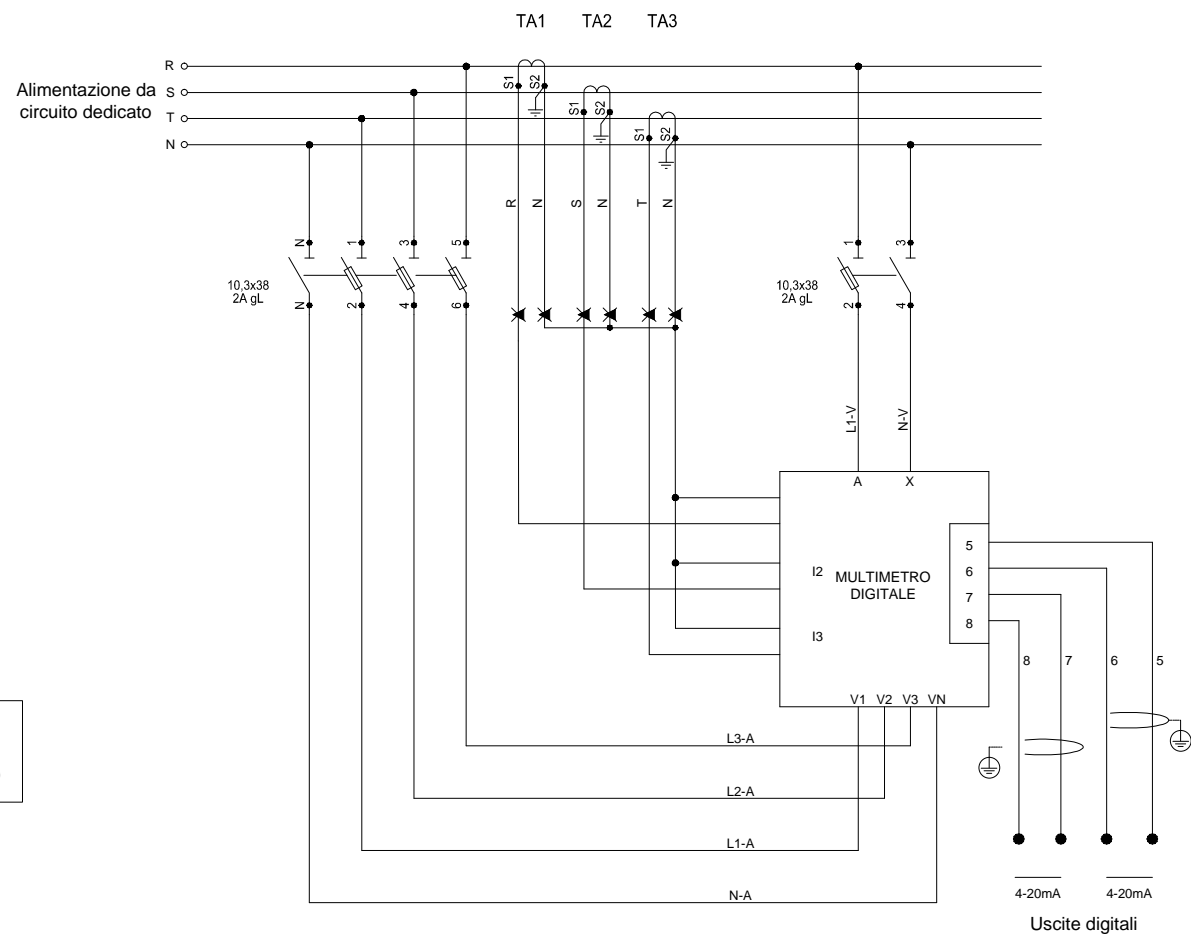 TA1 TA2 TA3
R
Alimentazione da
circuito dedicato
S
T
N
S1 S2
S1 S2
S1 S2
R N S N T N
N 1 3 5
10,3x38
2A gL
N 2 4 6
1 3
10,3x38
2A gL
2 4
L1-V N-V
A X
5
I2
MULTIMETRO
DIGITALE
6
7
8
I3
8 7 6 5
V1 V2 V3 VN
L3-A
L2-A
L1-A
N-A
4-20mA 4-20mA
Uscite digitali